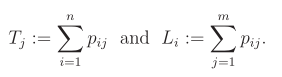 $T_j := \sum_{i=1}^{n} p_{ij}$ and $L_i := \sum_{j=1}^{m} p_{ij}.$